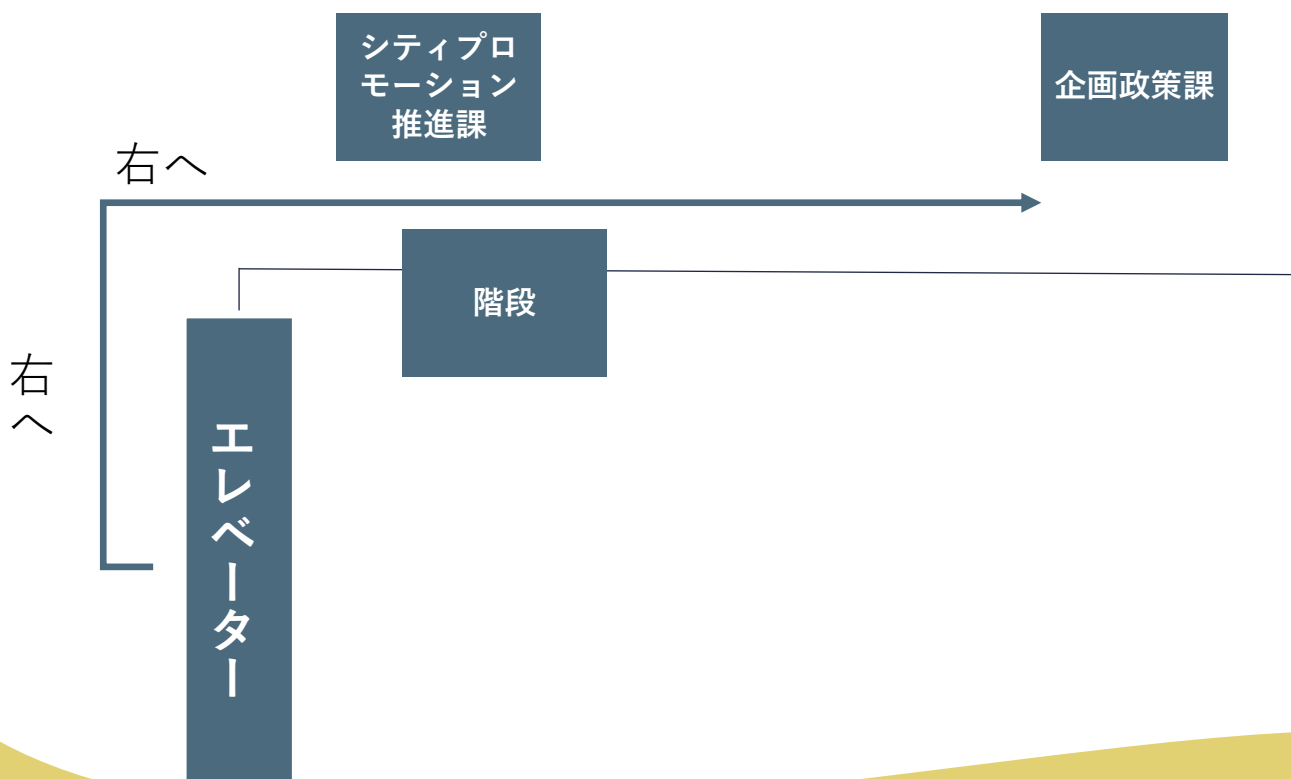 シティプロ
モーション
推進課
企画政策課
右へ
階段
右へ
エレベーター